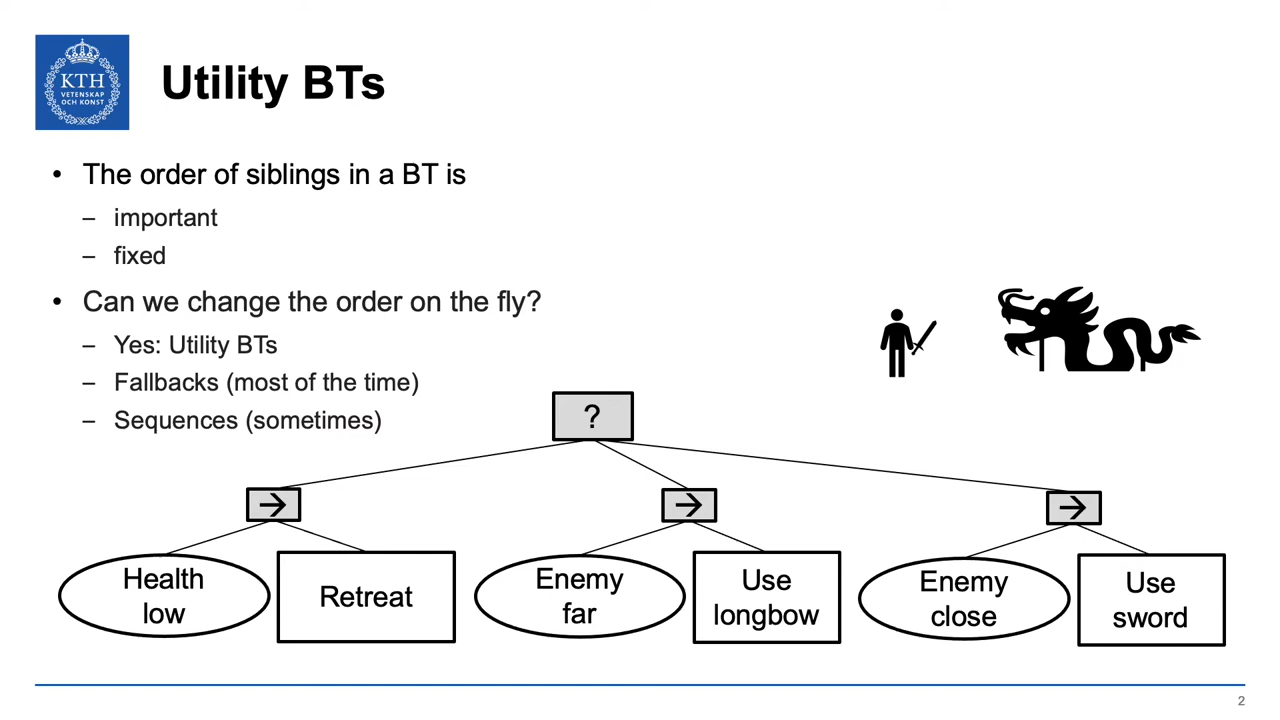 KTH
VETENSKAP
OCH KONST
Utility BTs
• The order of siblings in a BT is
– important
– fixed
• Can we change the order on the fly?
– Yes: Utility BTs
– Fallbacks (most of the time)
– Sequences (sometimes)
?
→
→
→
Health
low
Retreat
Enemy
far
Use
longbow
Enemy
close
Use
sword
2